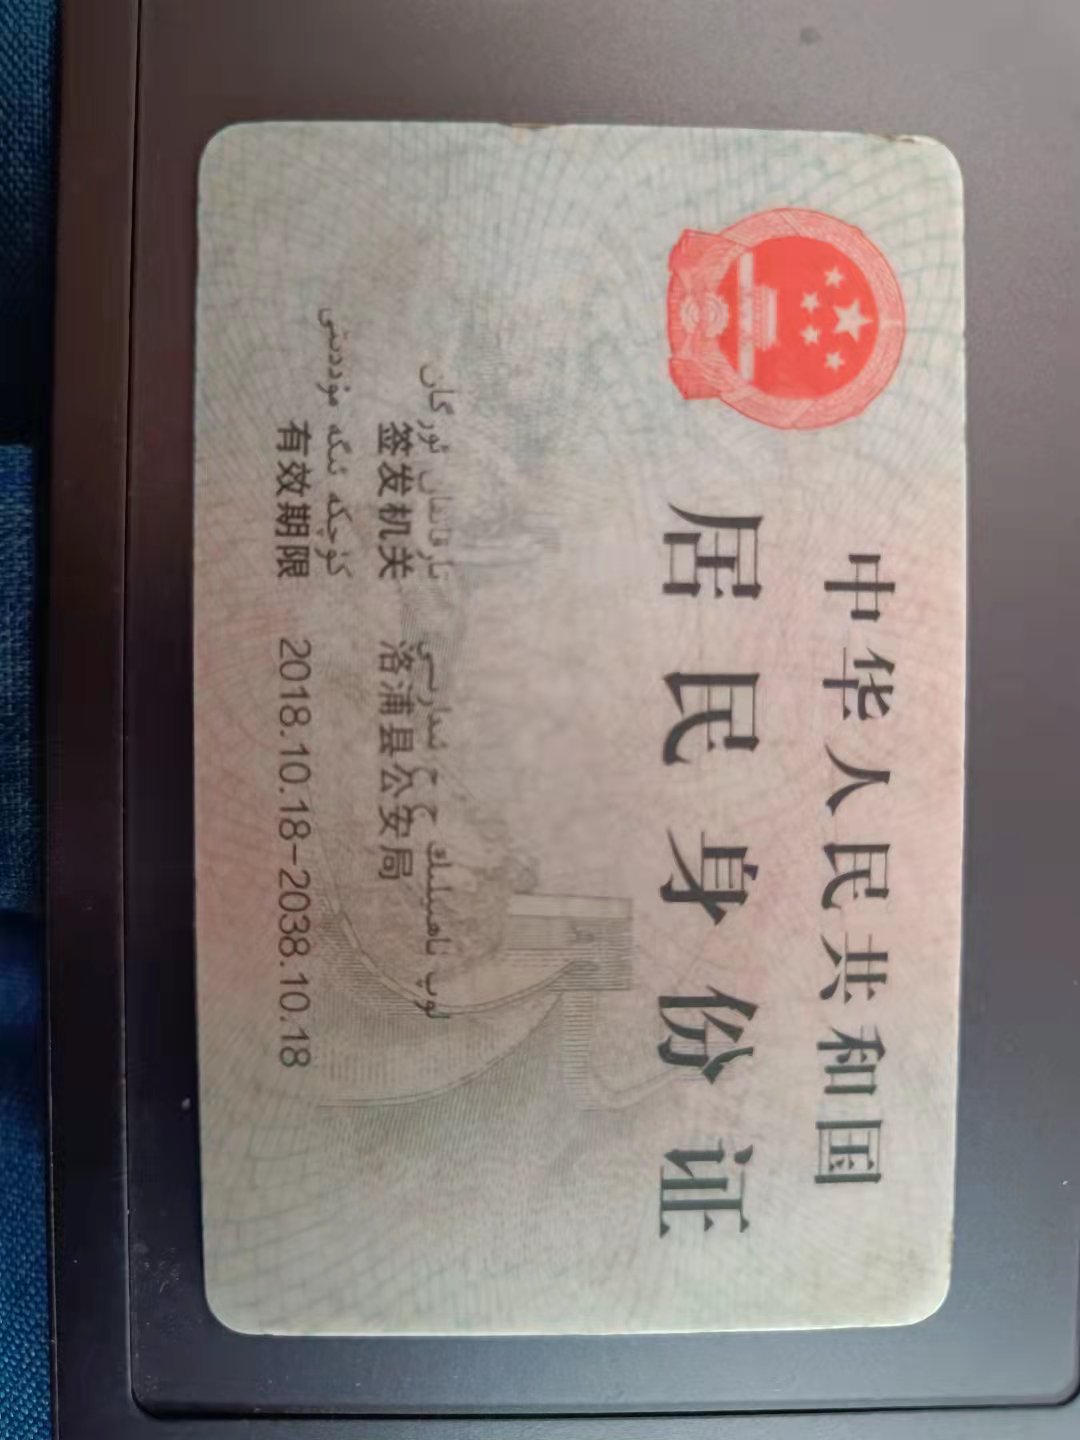 中华人民共和国
居民身份证
تارقاتقان ئورگان لوپ ناھىيىلىك ج خ ئىدارىسى
签发机关 洛浦县公安局
كۈچكە ئىگە مۇددىتى
有效期限 2018.10.18-2038.10.18